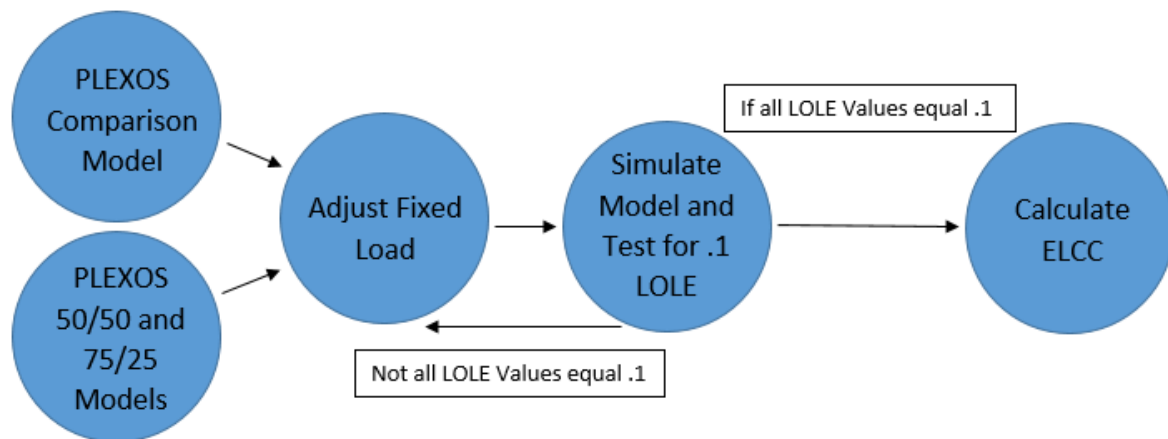 PLEXOS
Comparison
Model
PLEXOS
50/50 and
75/25
Models
Adjust Fixed
Load
Simulate
Model and
Test for .1
LOLE
If all LOLE Values equal .1
Not all LOLE Values equal .1
Calculate
ELCC